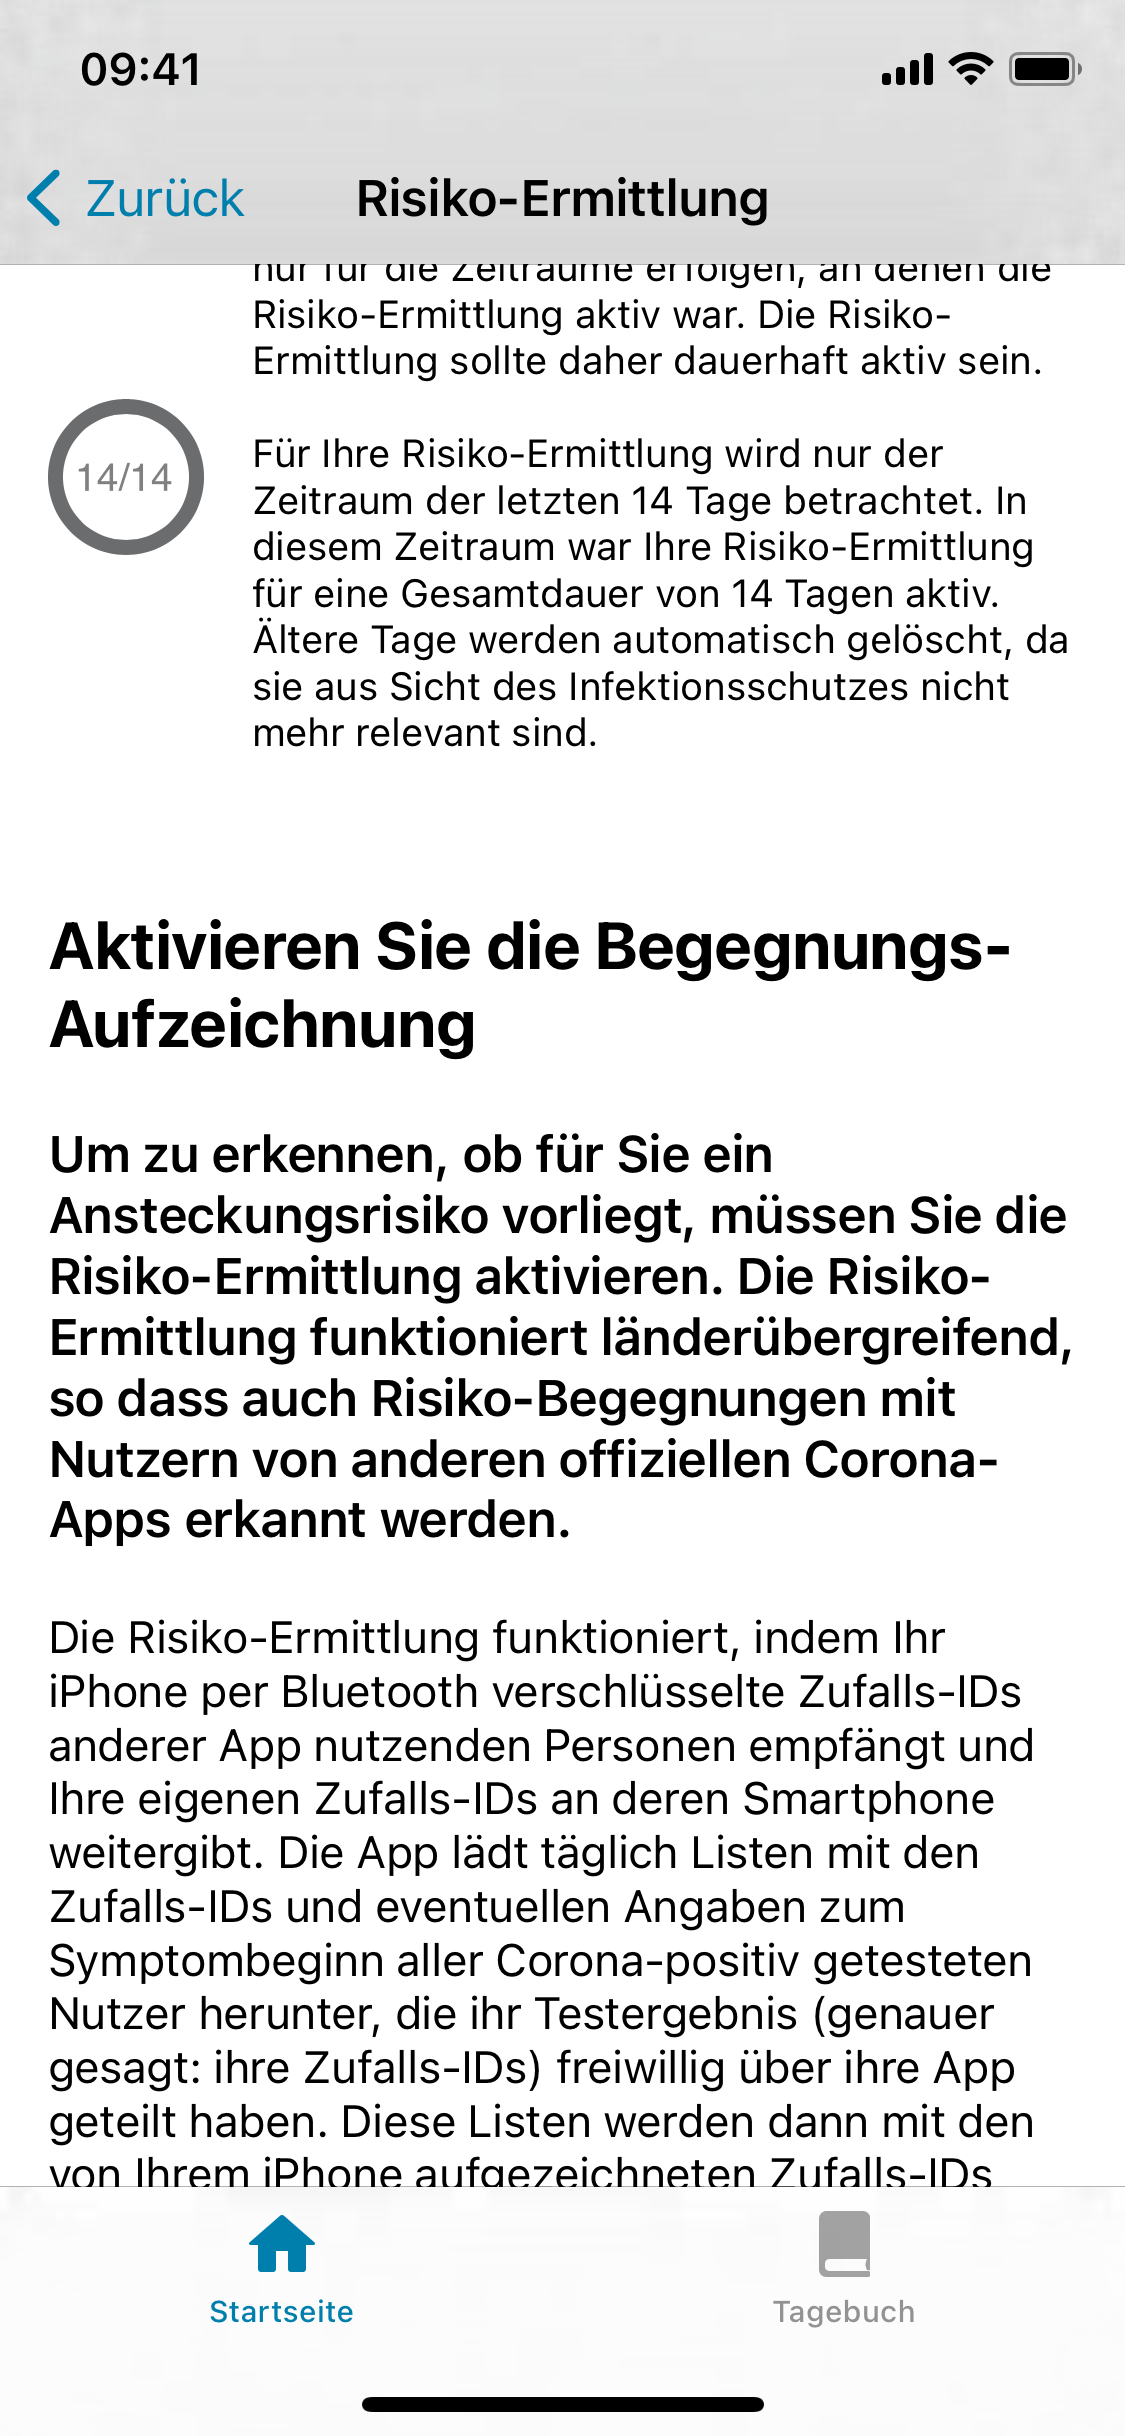 09:41
Zurück
Risiko-Ermittlung
nur für die Zeiträume erfolgen, an denen die
Risiko-Ermittlung aktiv war. Die Risiko-
Ermittlung sollte daher dauerhaft aktiv sein.
14/14
Für Ihre Risiko-Ermittlung wird nur der
Zeitraum der letzten 14 Tage betrachtet. In
diesem Zeitraum war Ihre Risiko-Ermittlung
für eine Gesamtdauer von 14 Tagen aktiv.
Ältere Tage werden automatisch gelöscht, da
sie aus Sicht des Infektionsschutzes nicht
mehr relevant sind.
Aktivieren Sie die Begegnungs-
Aufzeichnung
Um zu erkennen, ob für Sie ein
Ansteckungsrisiko vorliegt, müssen Sie die
Risiko-Ermittlung aktivieren. Die Risiko-
Ermittlung funktioniert länderübergreifend,
so dass auch Risiko-Begegnungen mit
Nutzern von anderen offiziellen Corona-
Apps erkannt werden.
Die Risiko-Ermittlung funktioniert, indem Ihr
iPhone per Bluetooth verschlüsselte Zufalls-IDs
anderer App nutzenden Personen empfängt und
Ihre eigenen Zufalls-IDs an deren Smartphone
weitergibt. Die App lädt täglich Listen mit den
Zufalls-IDs und eventuellen Angaben zum
Symptombeginn aller Corona-positiv getesteten
Nutzer herunter, die ihr Testergebnis (genauer
gesagt: ihre Zufalls-IDs) freiwillig über ihre App
geteilt haben. Diese Listen werden dann mit den
von Ihrem iPhone aufgezeichneten Zufalls-IDs
Startseite
Tagebuch